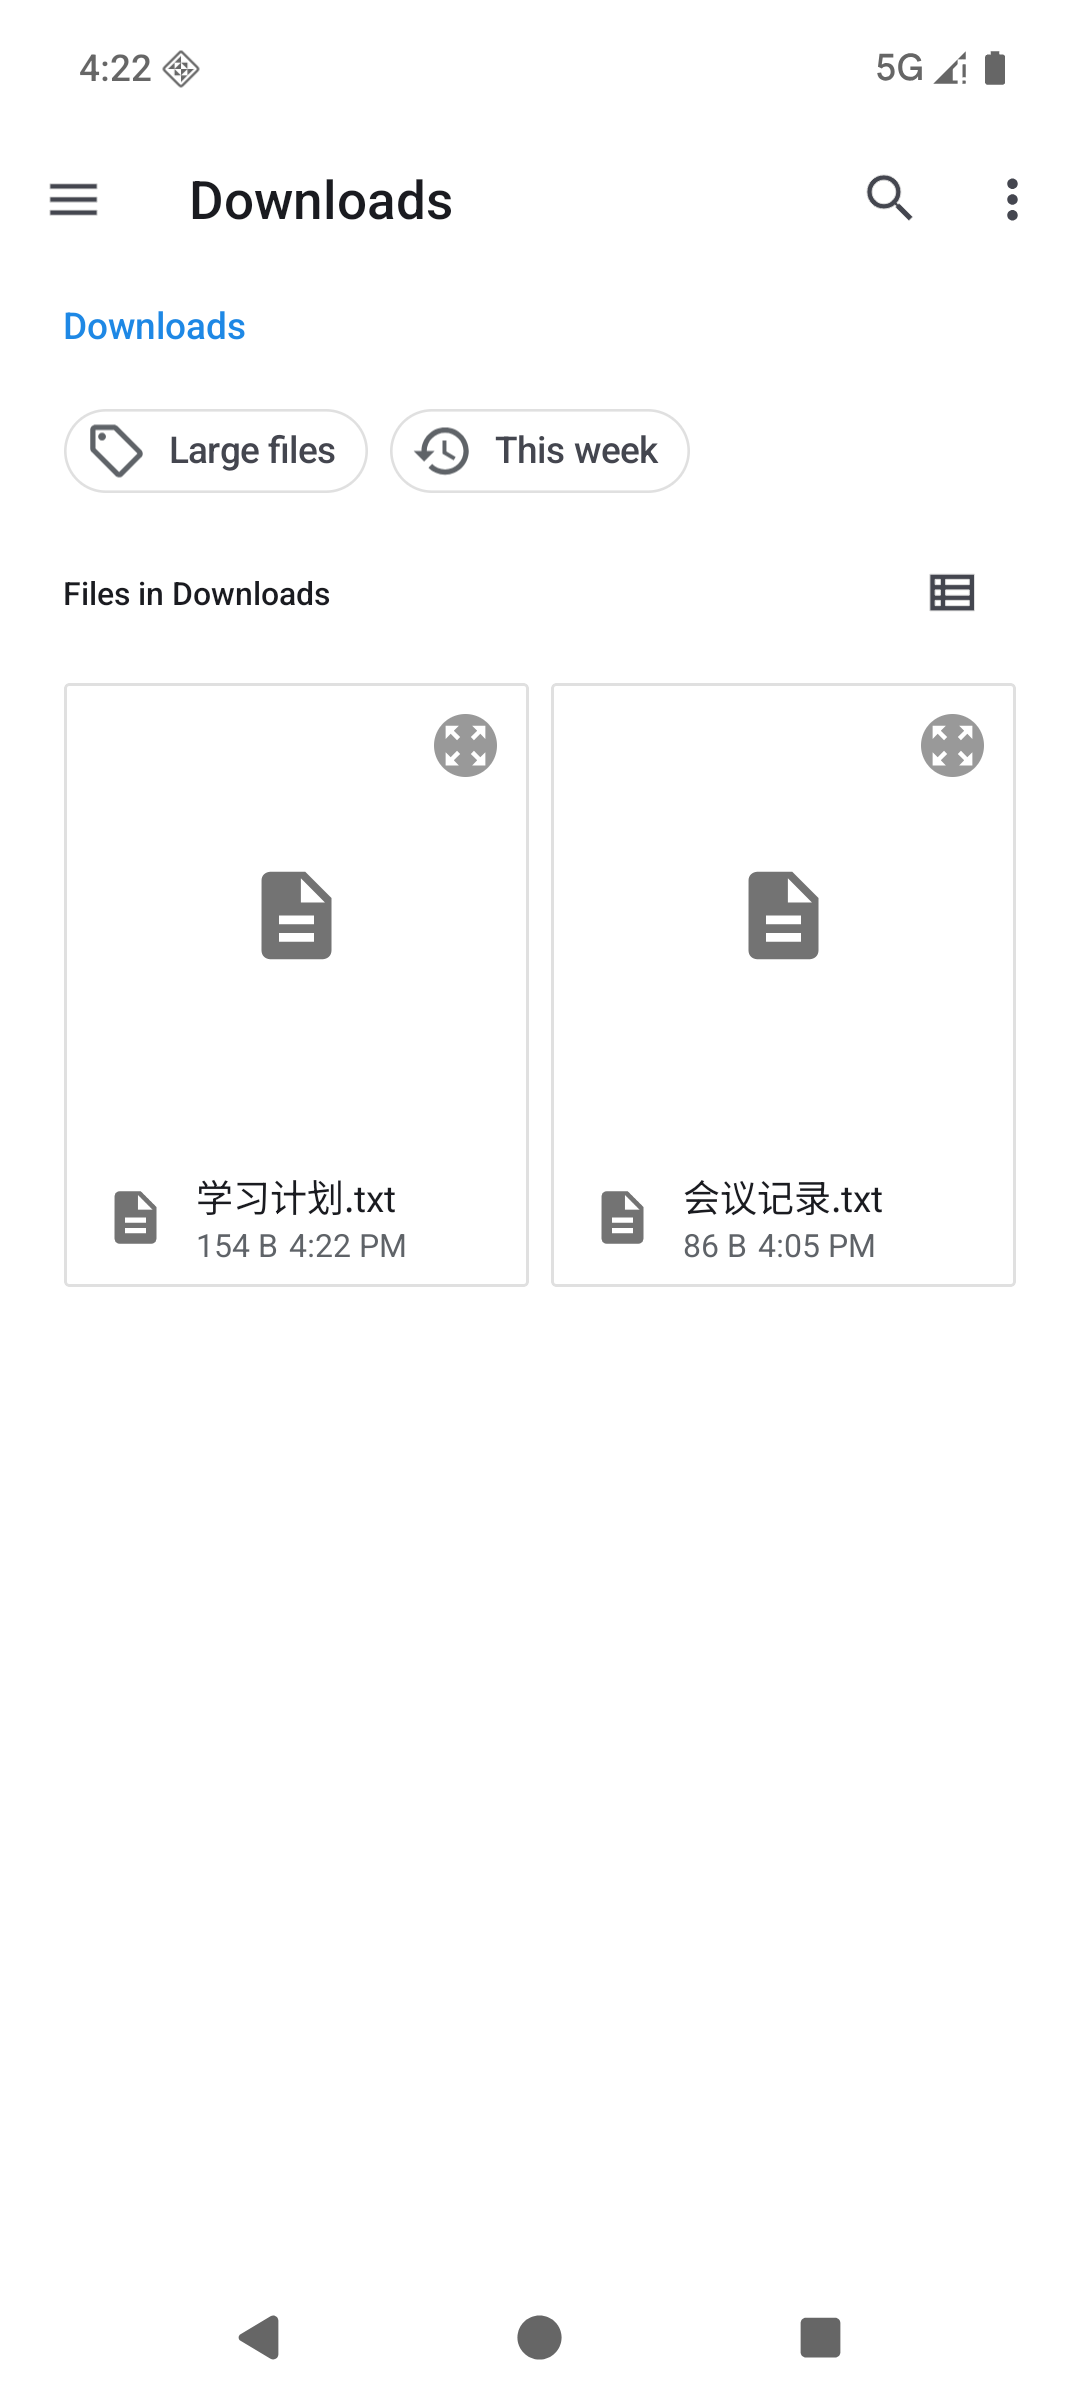 4:22
5G
Downloads
Downloads
Large files
This week
Files in Downloads
学习计划.txt
154 B 4:22 PM
会议记录.txt
86 B 4:05 PM